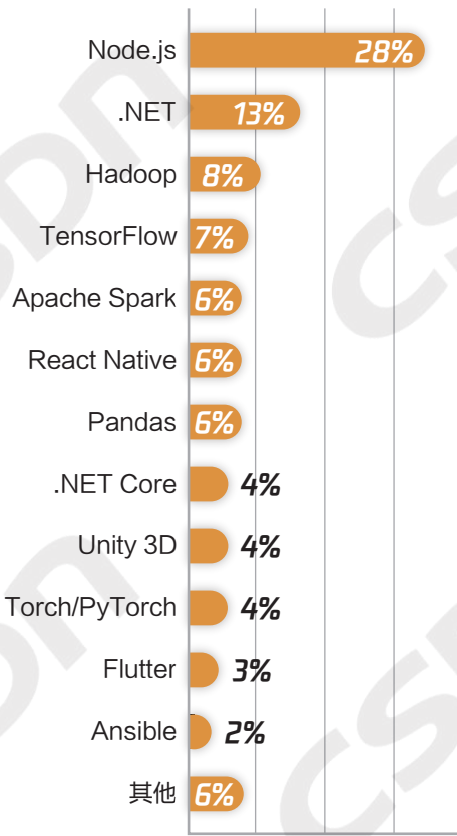 Node.js 28%
.NET 13%
Hadoop 8%
TensorFlow 7%
Apache Spark 6%
React Native 6%
Pandas 6%
.NET Core 4%
Unity 3D 4%
Torch/PyTorch 4%
Flutter 3%
Ansible 2%
其他 6%